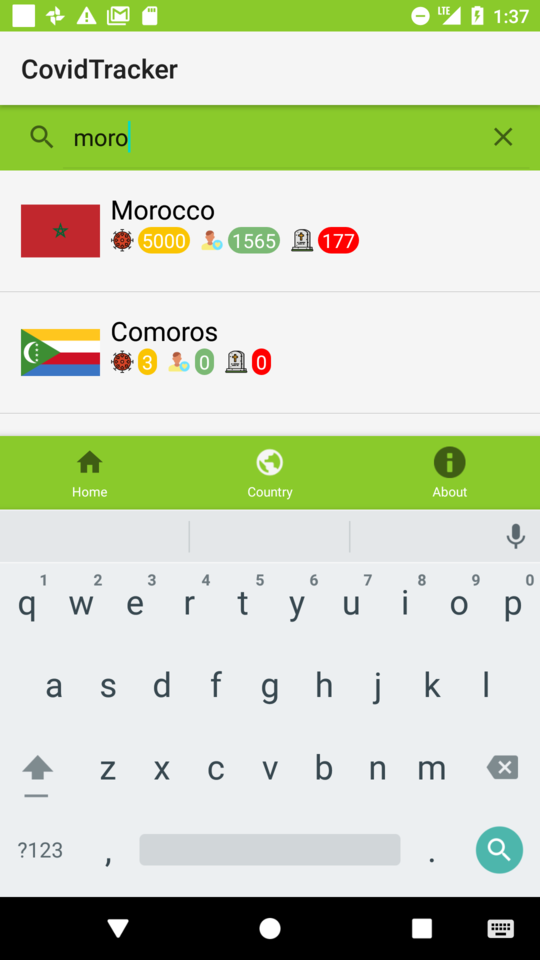 LTE 1:37
CovidTracker
moro
Morocco
5000 1565 177
Comoros
3 0 0
Home Country About
1 2 3 4 5 6 7 8 9 0
q w e r t y u i o p
a s d f g h j k l
z x c v b n m
?123 , .